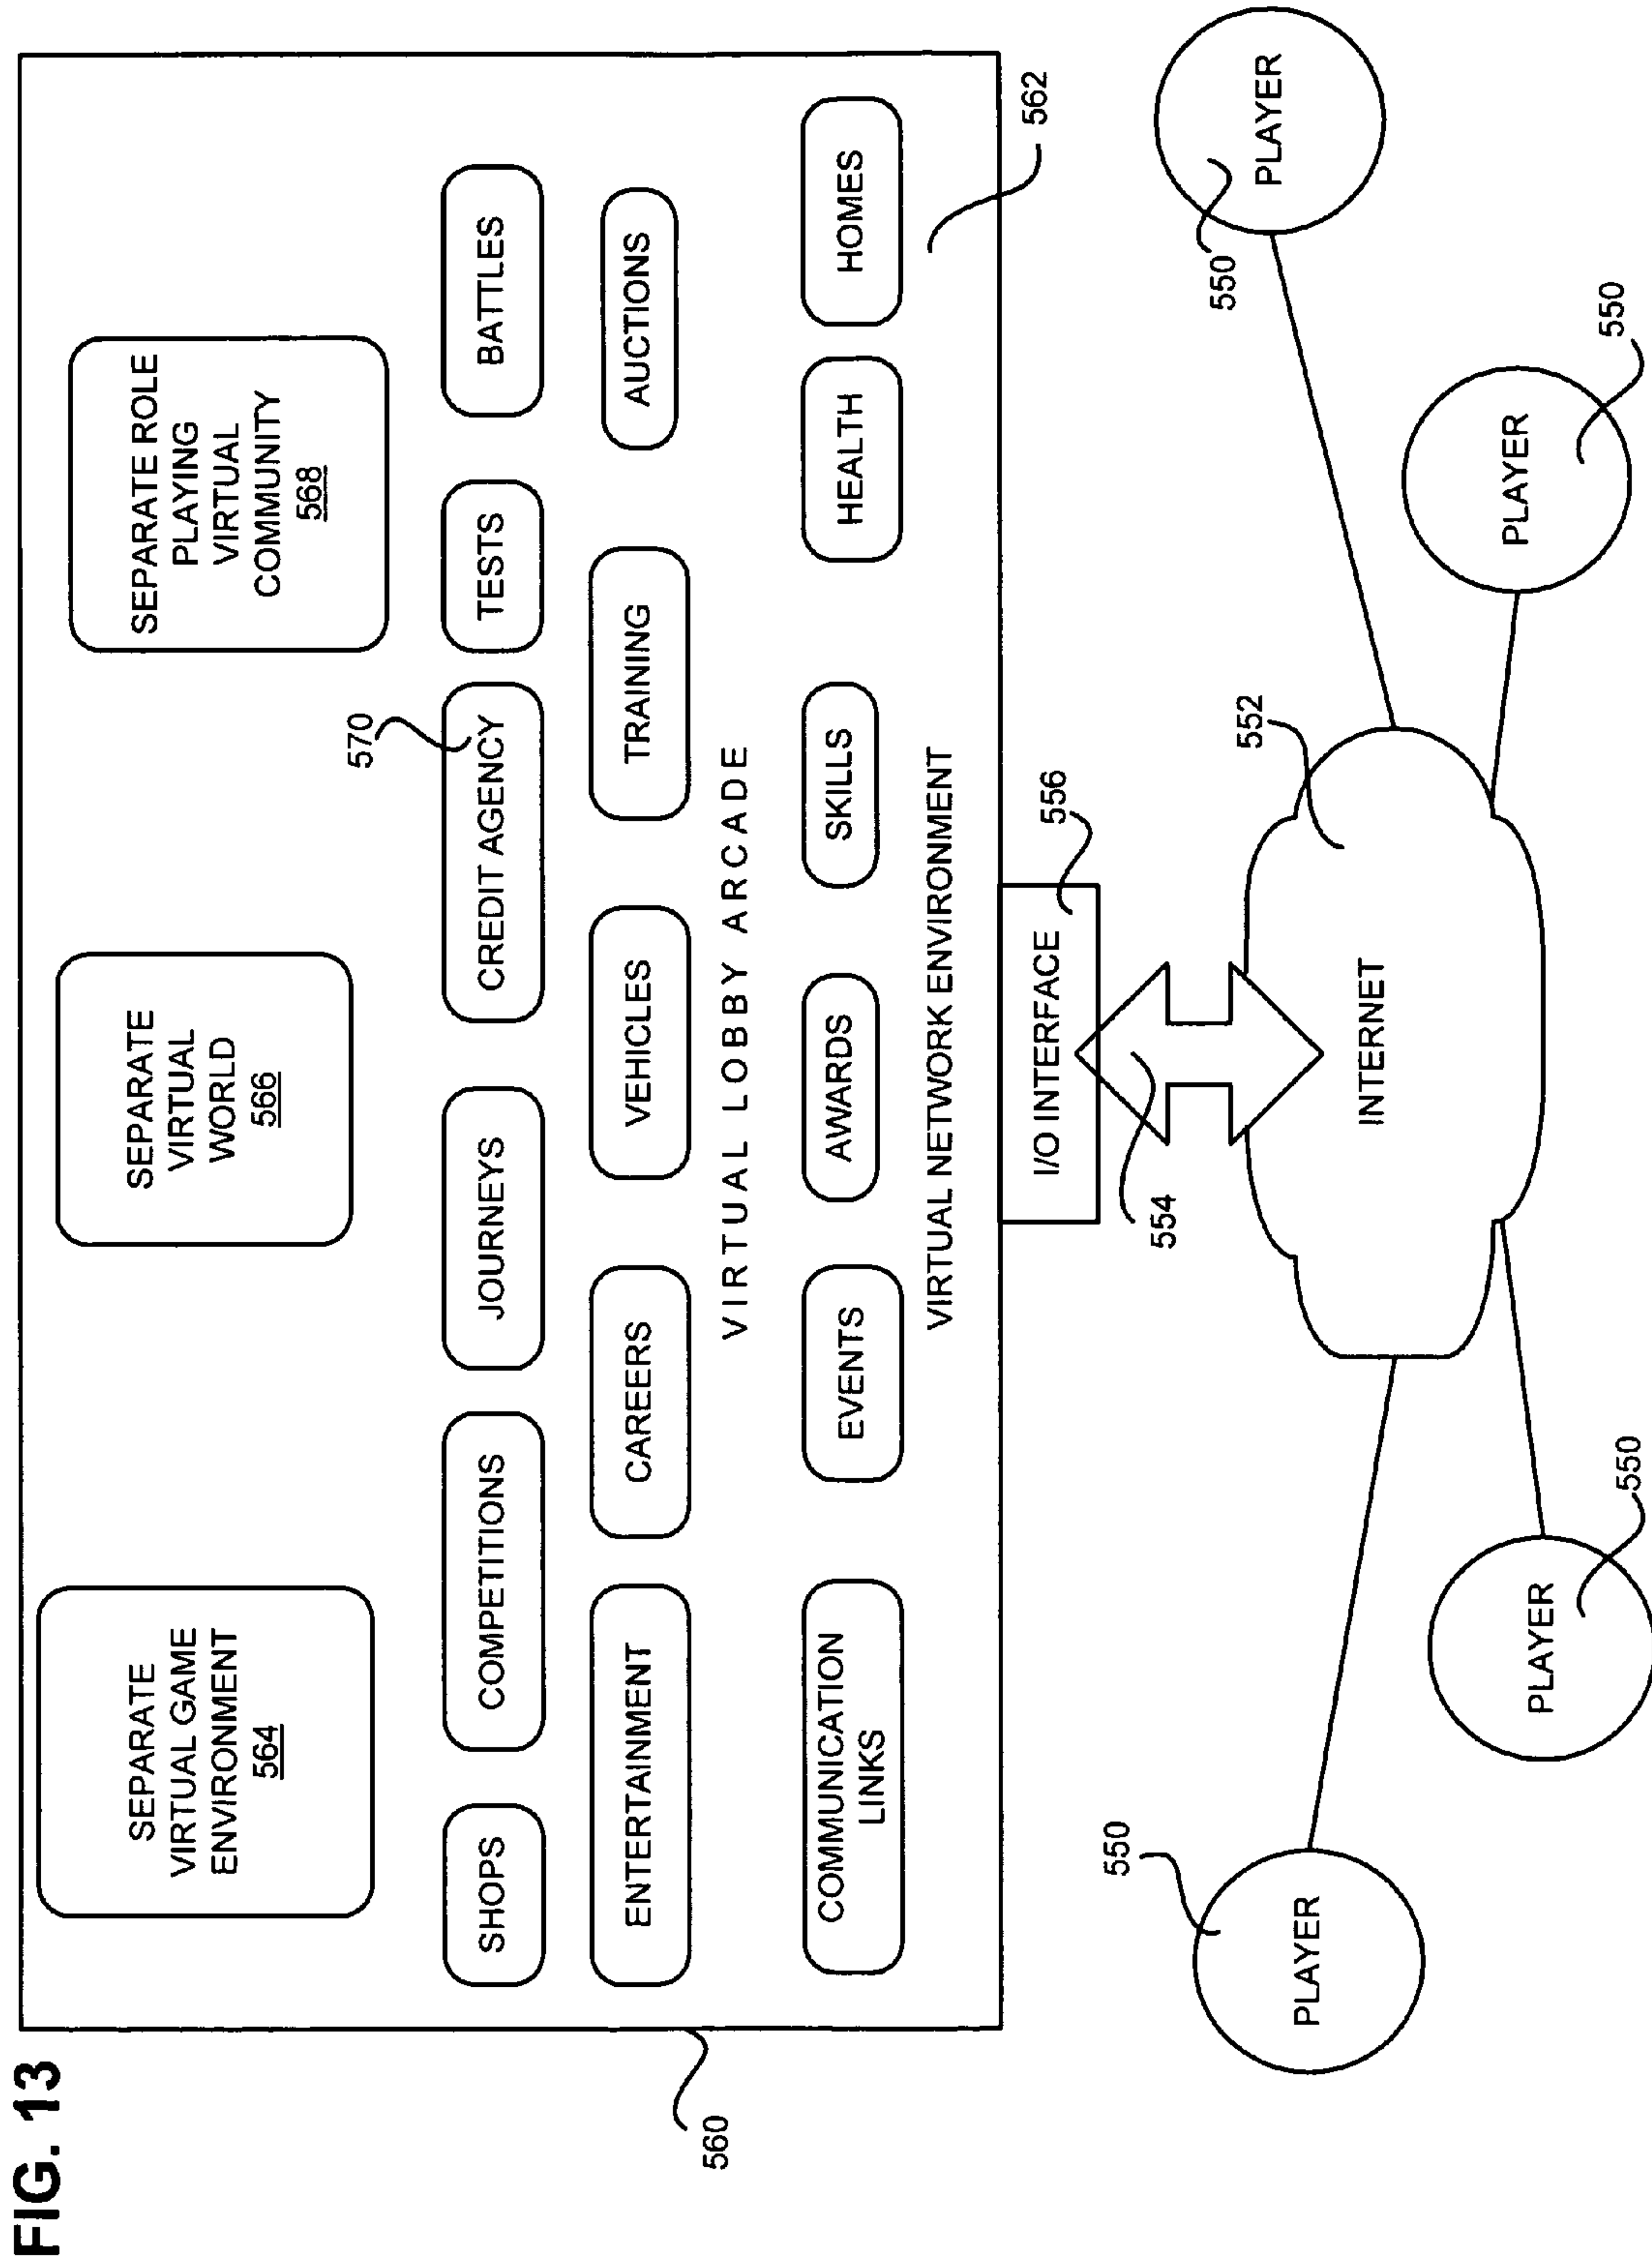 FIG. 13
SEPARATE
VIRTUAL GAME
ENVIRONMENT
564
SEPARATE
VIRTUAL
WORLD
566
SEPARATE ROLE
PLAYING
VIRTUAL
COMMUNITY
568
570
SHOPS
COMPETITIONS
JOURNEYS
CREDIT AGENCY
TESTS
BATTLES
ENTERTAINMENT
CAREERS
VEHICLES
TRAINING
AUCTIONS
560
VIRTUAL LOBBY ARCADE
COMMUNICATION
LINKS
EVENTS
AWARDS
SKILLS
HEALTH
HOMES
VIRTUAL NETWORK ENVIRONMENT
562
I/O INTERFACE
556
554
552
INTERNET
550
PLAYER
550
PLAYER
550
PLAYER
550
PLAYER